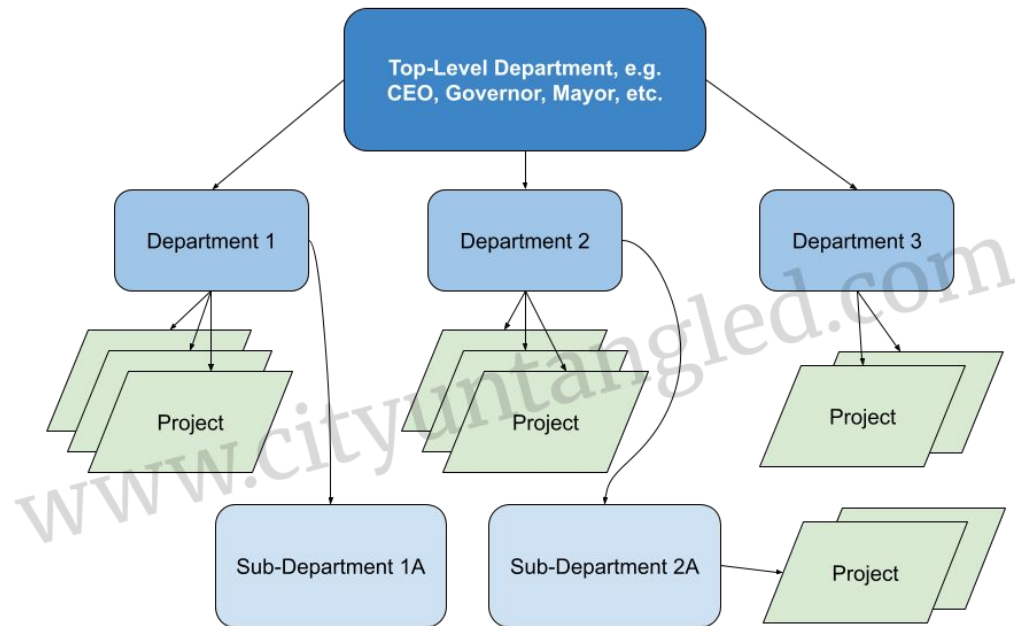 Top-Level Department, e.g.
CEO, Governor, Mayor, etc.
Department 1
Department 2
Department 3
Project
Project
Project
www.cityuntangled.com
Sub-Department 1A
Sub-Department 2A
Project